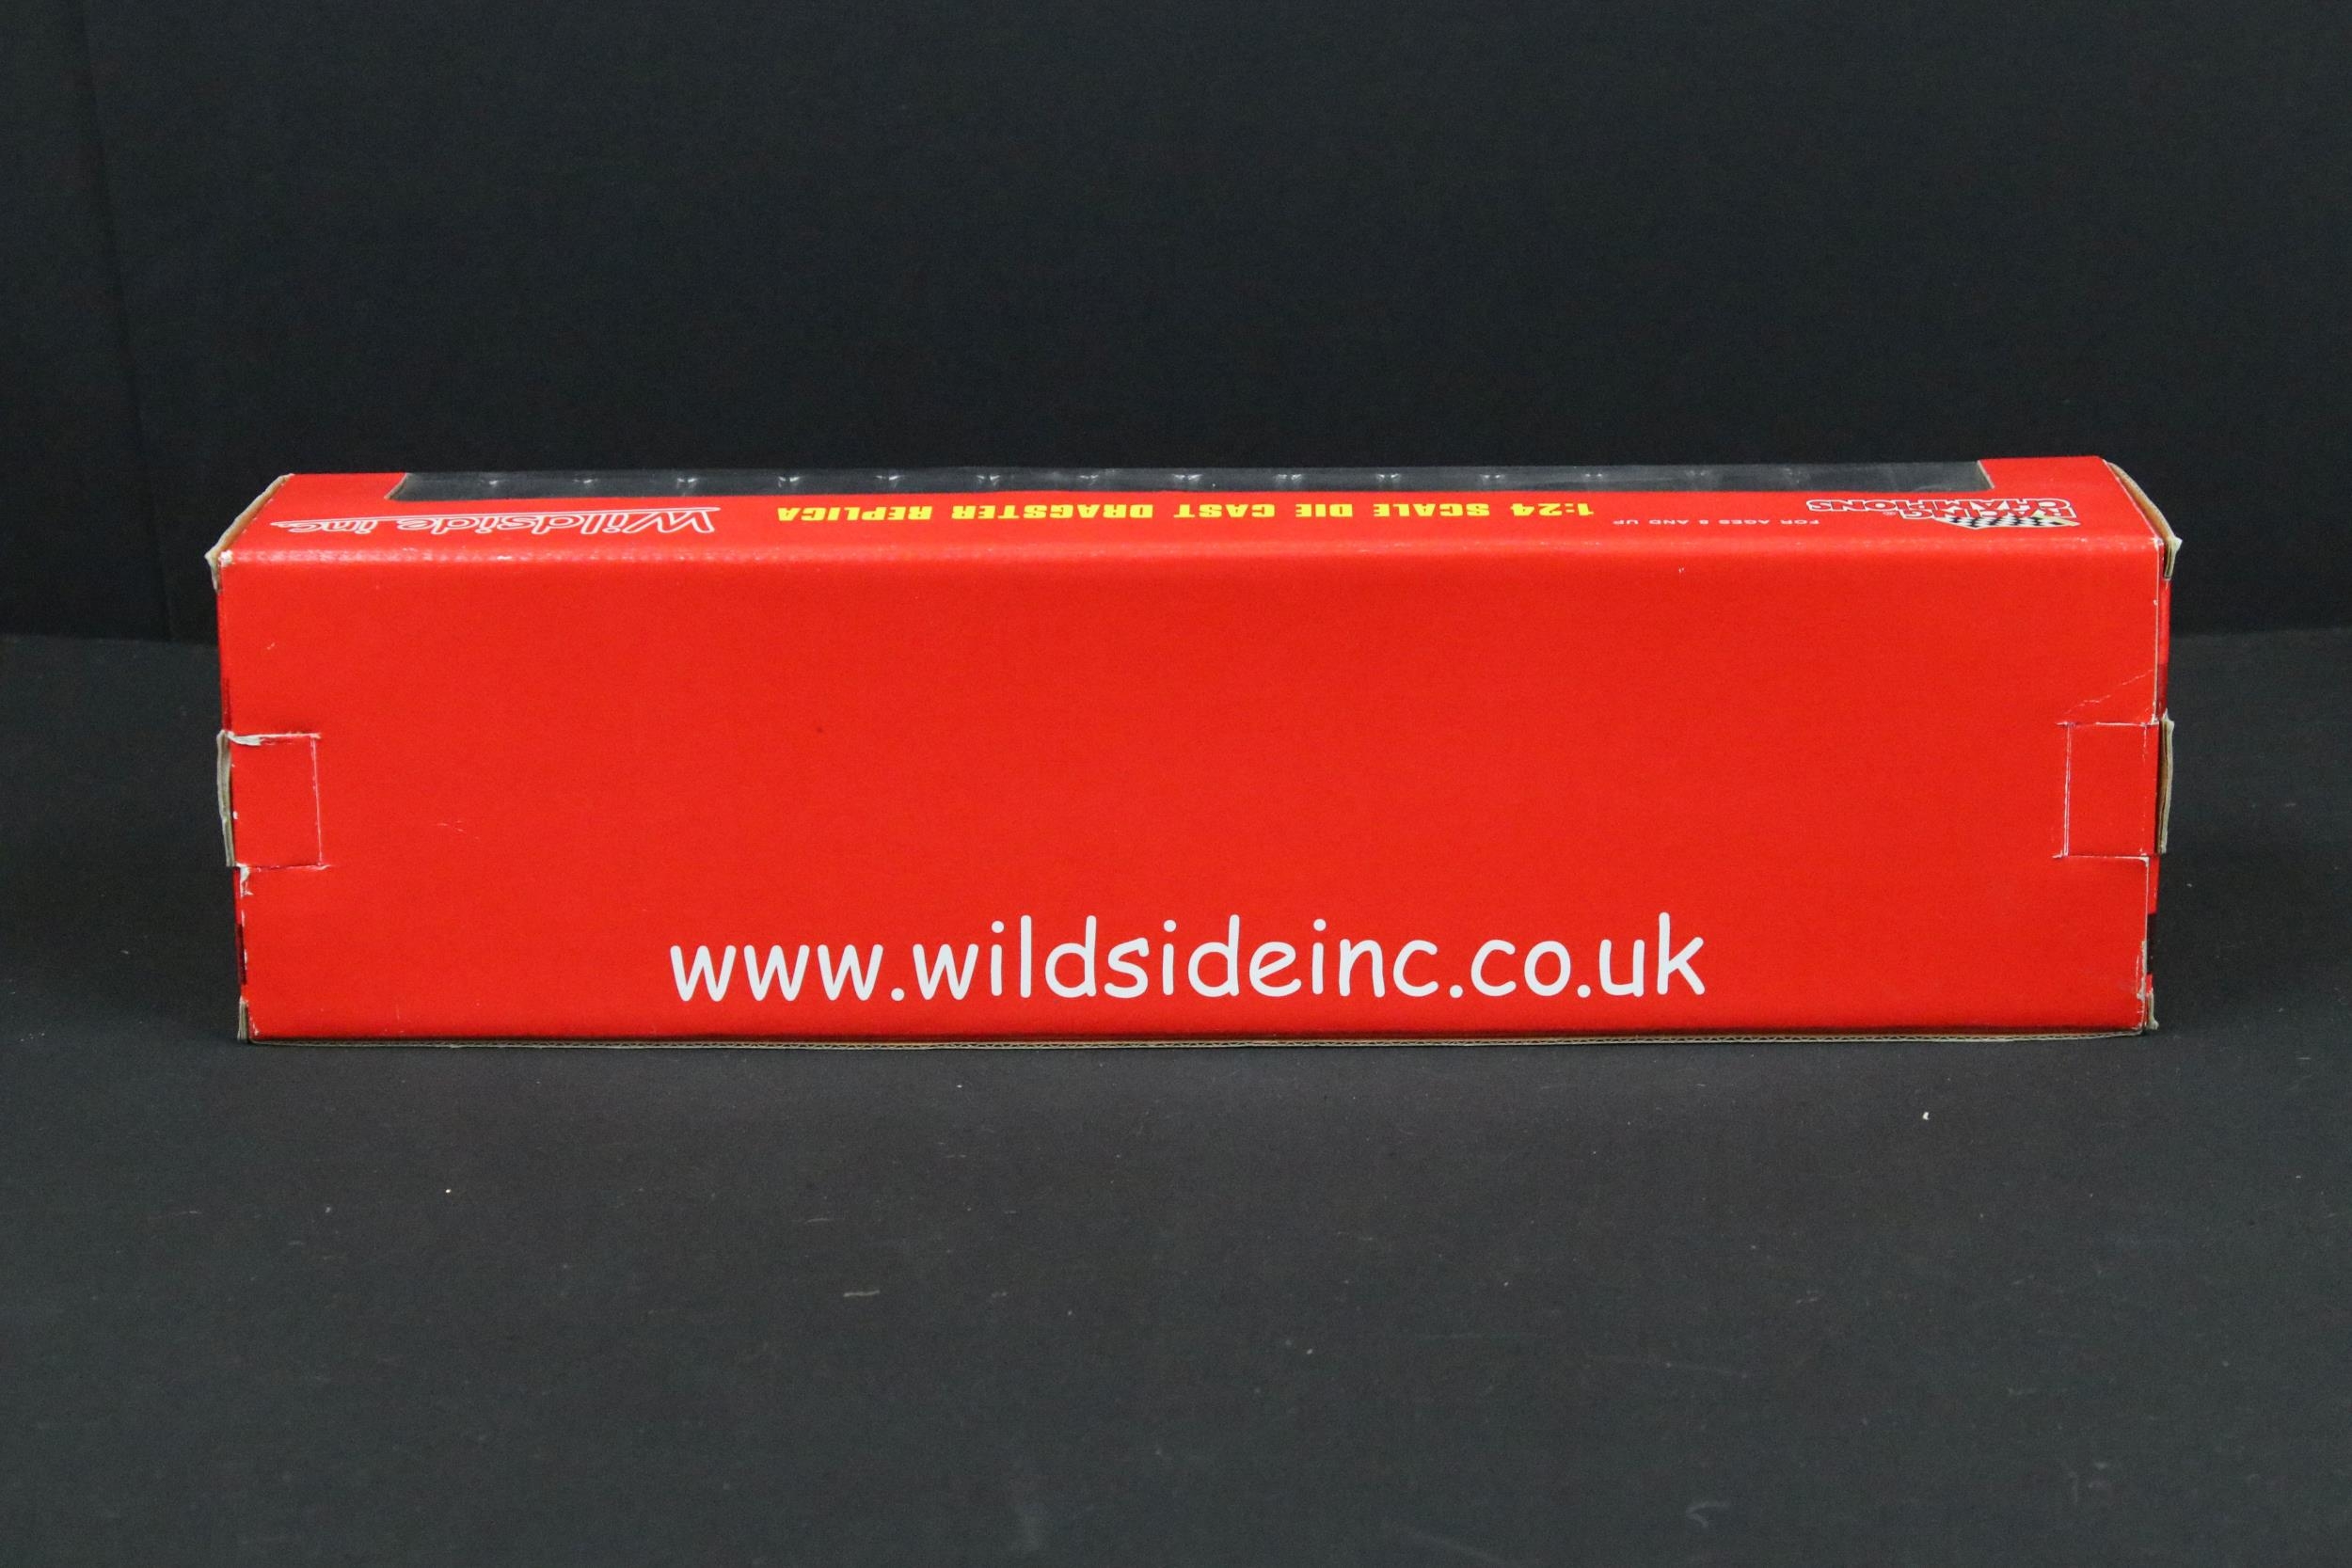 Wildside inc.
1:24 SCALE DIE CAST DRAGSTER REPLICA
FOR AGES 8 AND UP
RACING
CHAMPIONS®
www.wildsideinc.co.uk